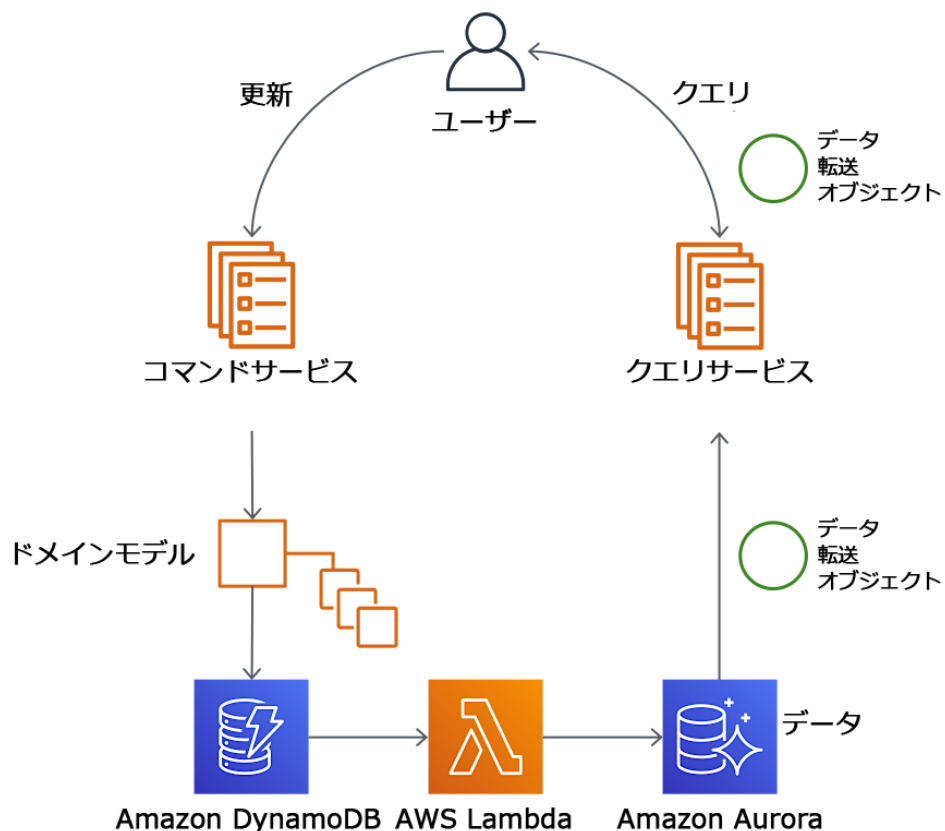 ユーザー
更新
クエリ
データ
転送
オブジェクト
コマンドサービス
クエリサービス
ドメインモデル
データ
転送
オブジェクト
データ
Amazon DynamoDB
AWS Lambda
Amazon Aurora